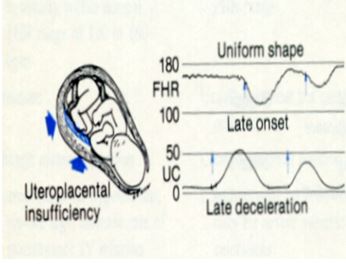 Uniform shape
180
FHR
100
Late onset
50
UC
0
Late deceleration
Uteroplacental
insufficiency